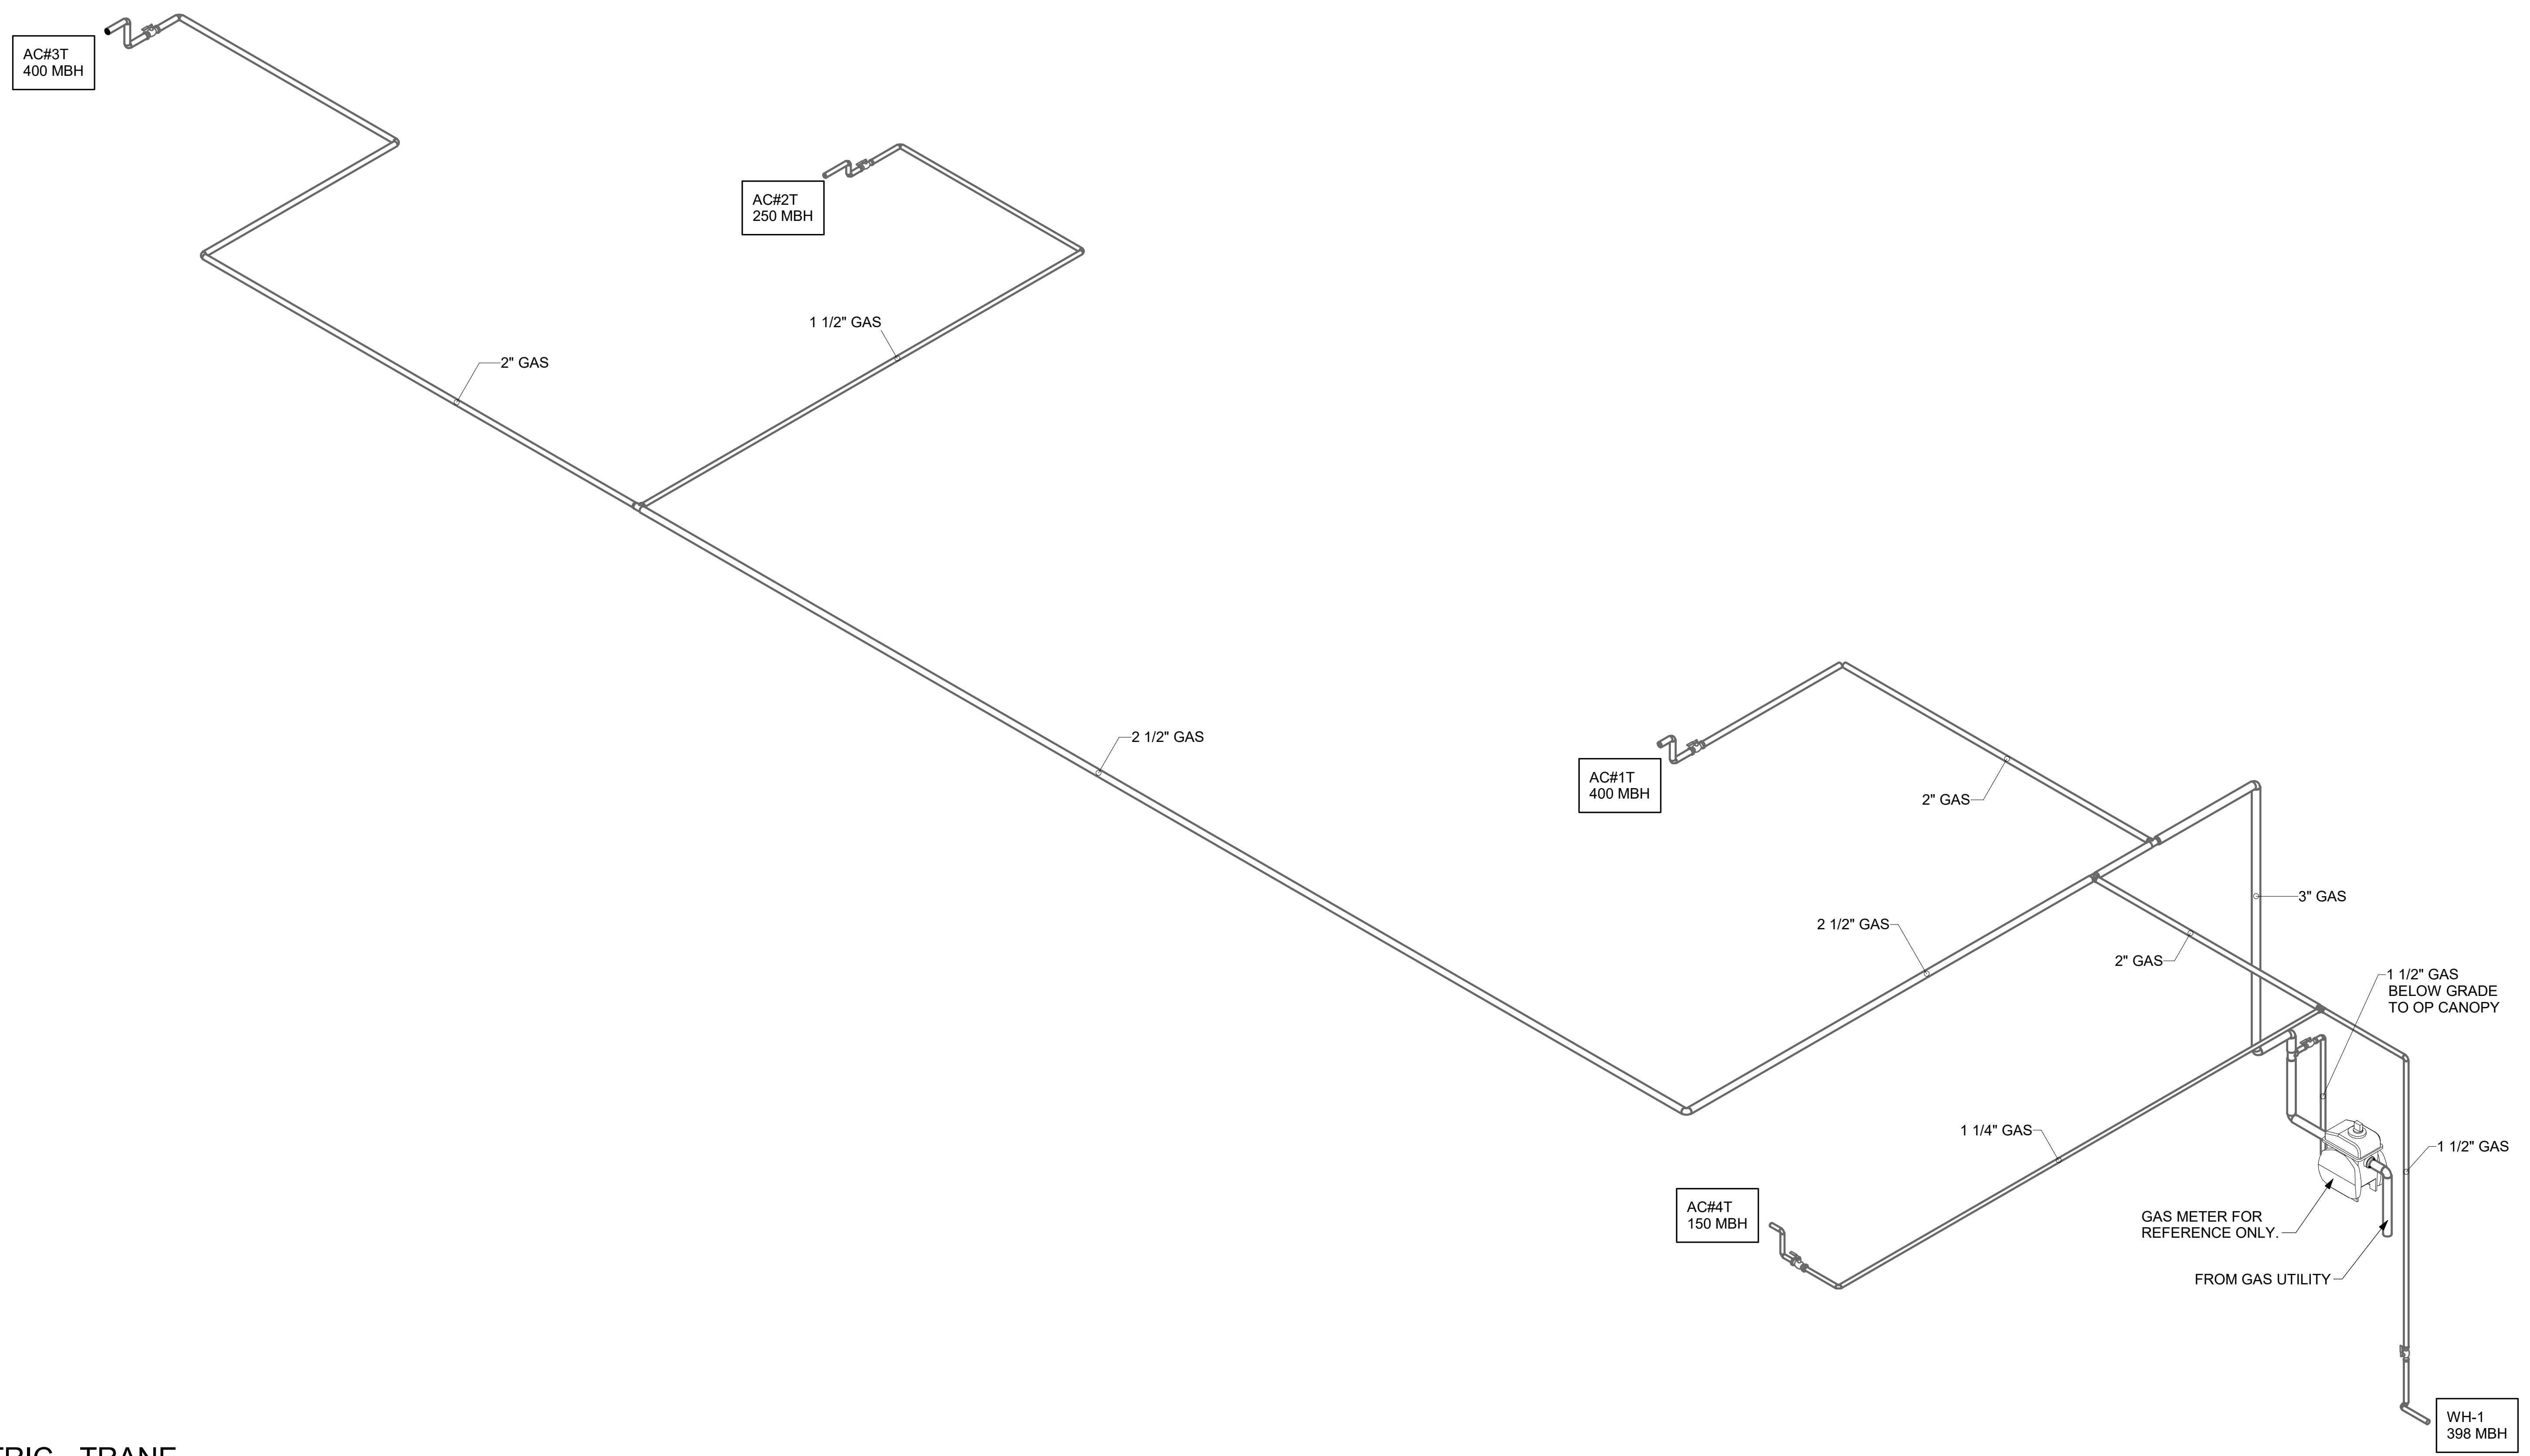 AC#3T
400 MBH
AC#2T
250 MBH
1 1/2" GAS
2" GAS
2 1/2" GAS
AC#1T
400 MBH
2" GAS
3" GAS
2 1/2" GAS
2" GAS
1 1/2" GAS
BELOW GRADE
TO OP CANOPY
1 1/4" GAS
1 1/2" GAS
AC#4T
150 MBH
GAS METER FOR
REFERENCE ONLY.
FROM GAS UTILITY
WH-1
398 MBH
TRANE